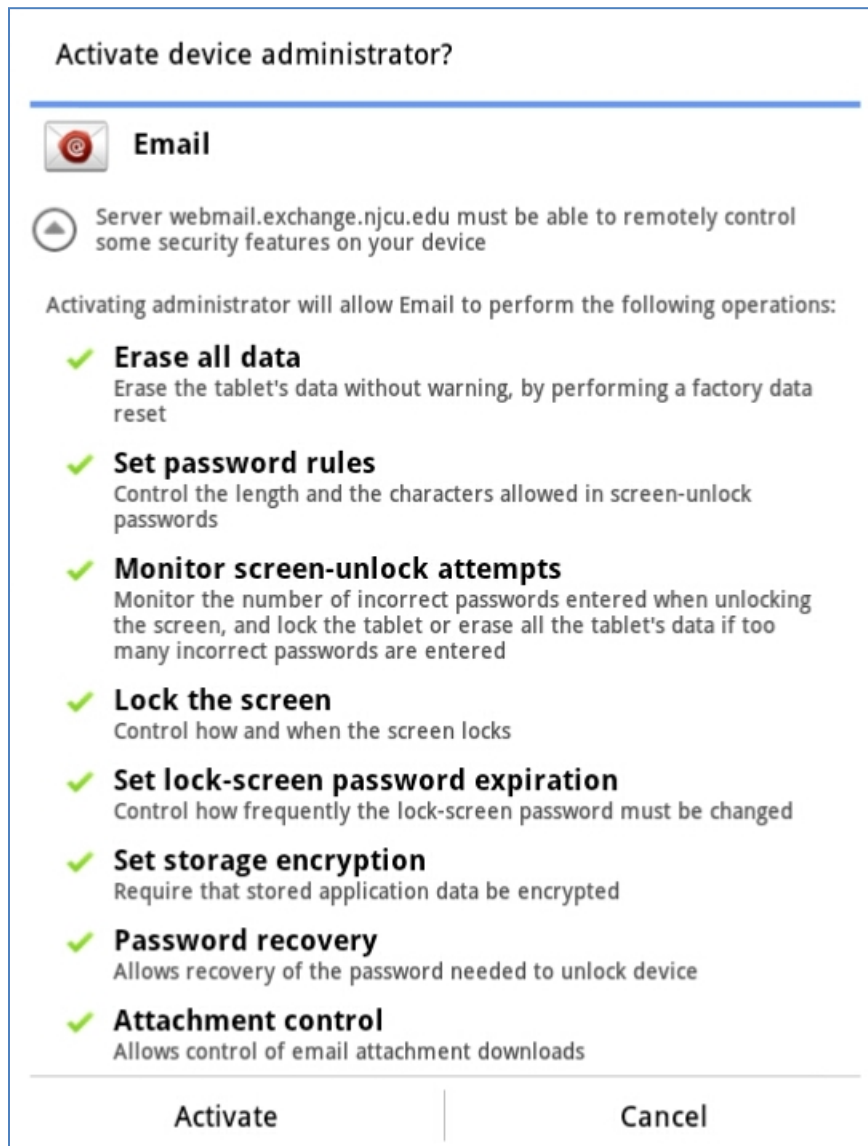 Activate device administrator?
Email
Server webmail.exchange.njcu.edu must be able to remotely control
some security features on your device
Activating administrator will allow Email to perform the following operations:
Erase all data
Erase the tablet's data without warning, by performing a factory data
reset
Set password rules
Control the length and the characters allowed in screen-unlock
passwords
Monitor screen-unlock attempts
Monitor the number of incorrect passwords entered when unlocking
the screen, and lock the tablet or erase all the tablet's data if too
many incorrect passwords are entered
Lock the screen
Control how and when the screen locks
Set lock-screen password expiration
Control how frequently the lock-screen password must be changed
Set storage encryption
Require that stored application data be encrypted
Password recovery
Allows recovery of the password needed to unlock device
Attachment control
Allows control of email attachment downloads
Activate Cancel